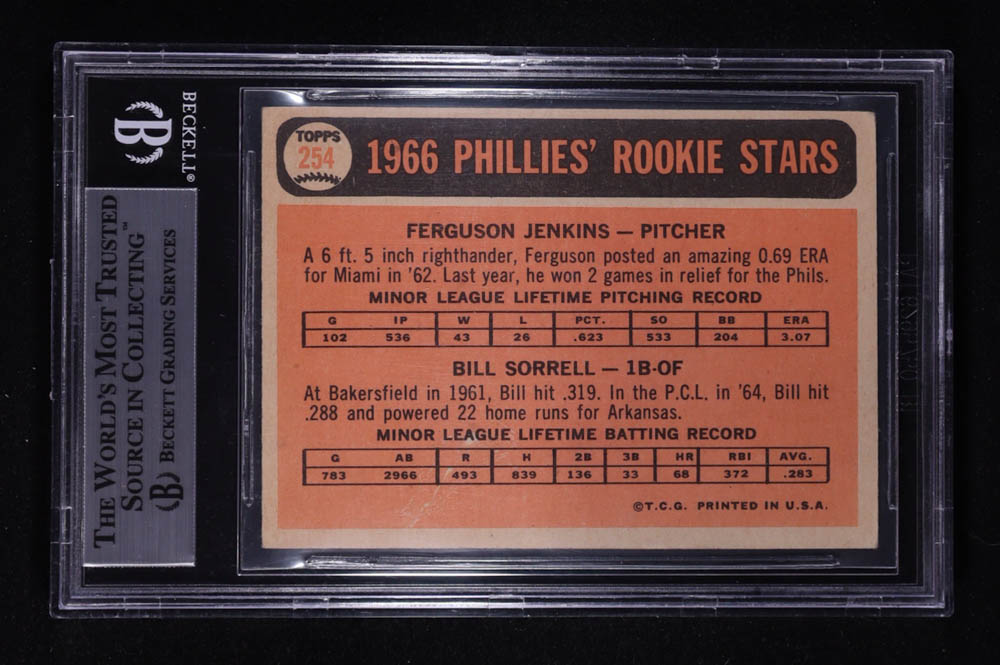 BECKETT®
B
THE WORLD'S MOST TRUSTED
SOURCE IN COLLECTING™
B BECKETT GRADING SERVICES
TOPPS
254
1966 PHILLIES' ROOKIE STARS
FERGUSON JENKINS — PITCHER
A 6 ft. 5 inch righthander, Ferguson posted an amazing 0.69 ERA
for Miami in '62. Last year, he won 2 games in relief for the Phils.
MINOR LEAGUE LIFETIME PITCHING RECORD
G IP W L PCT. SO BB ERA
102 536 43 26 .623 533 204 3.07
BILL SORRELL — 1B-OF
At Bakersfield in 1961, Bill hit .319. In the P.C.L. in '64, Bill hit
.288 and powered 22 home runs for Arkansas.
MINOR LEAGUE LIFETIME BATTING RECORD
G AB R H 2B 3B HR RBI AVG.
783 2966 493 839 136 33 68 372 .283
©T.C.G. PRINTED IN U.S.A.